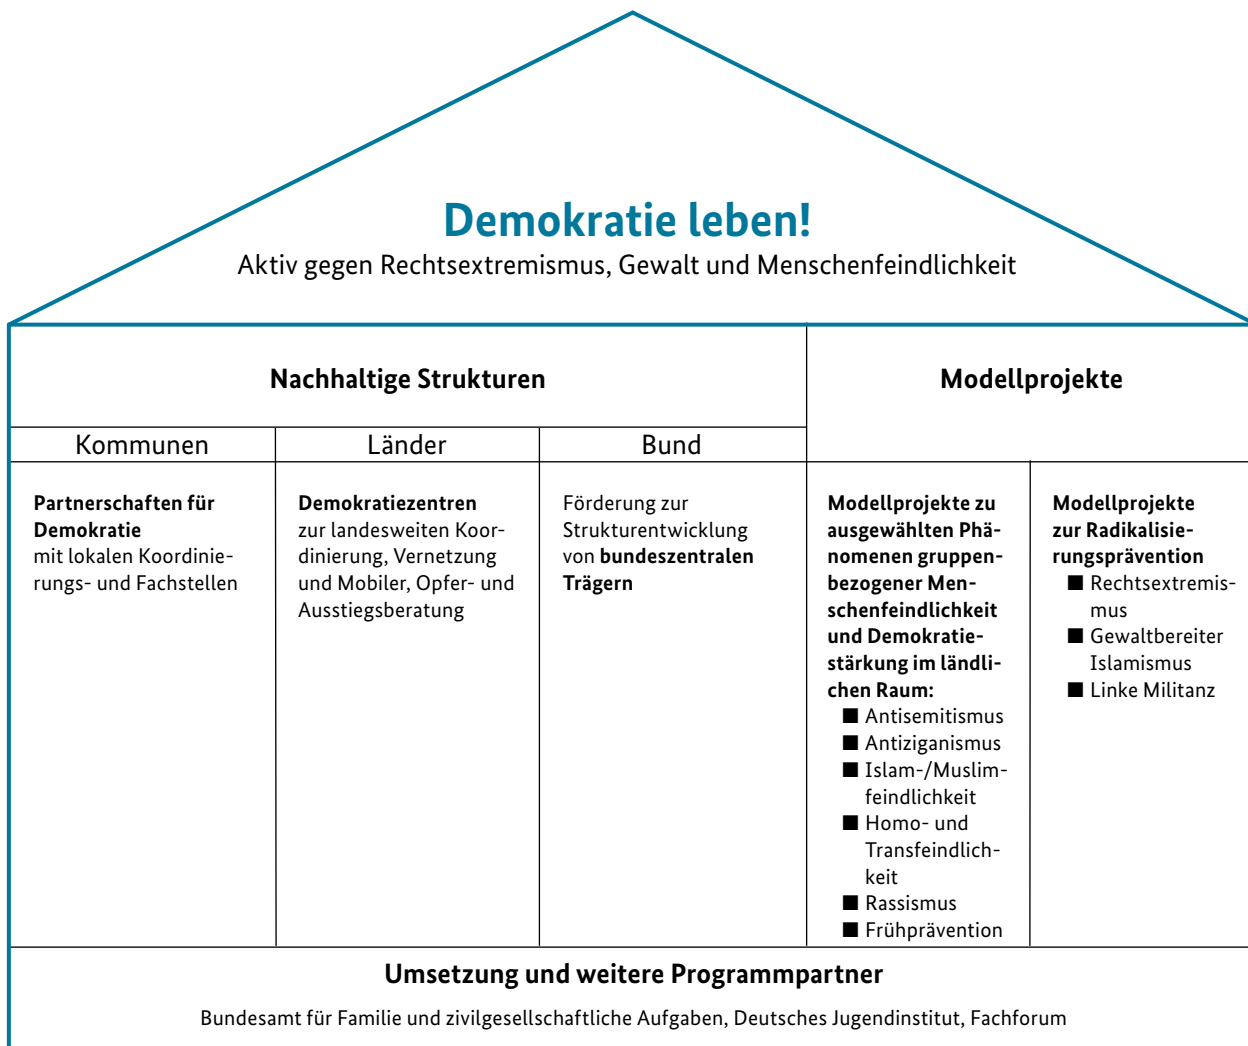 Demokratie leben!
Aktiv gegen Rechtsextremismus, Gewalt und Menschenfeindlichkeit
Nachhaltige Strukturen
Modellprojekte
Kommunen
Länder
Bund
Partnerschaften für
Demokratie
mit lokalen Koordinie-
rungs- und Fachstellen
Demokratiezentren
zur landesweiten Koor-
dinierung, Vernetzung
und Mobiler, Opfer- und
Ausstiegsberatung
Förderung zur
Strukturentwicklung
von bundeszentralen
Trägern
Modellprojekte zu
ausgewählten Phä-
nomenen gruppen-
bezogener Men-
schenfeindlichkeit
und Demokratie-
stärkung im ländli-
chen Raum:
■ Antisemitismus
■ Antiziganismus
■ Islam-/Muslim-
feindlichkeit
■ Homo- und
Transfeindlich-
keit
■ Rassismus
■ Frühprävention
Modellprojekte
zur Radikalisie-
rungsprävention
■ Rechtsextremis-
mus
■ Gewaltbereiter
Islamismus
■ Linke Militanz
Umsetzung und weitere Programmpartner
Bundesamt für Familie und zivilgesellschaftliche Aufgaben, Deutsches Jugendinstitut, Fachforum